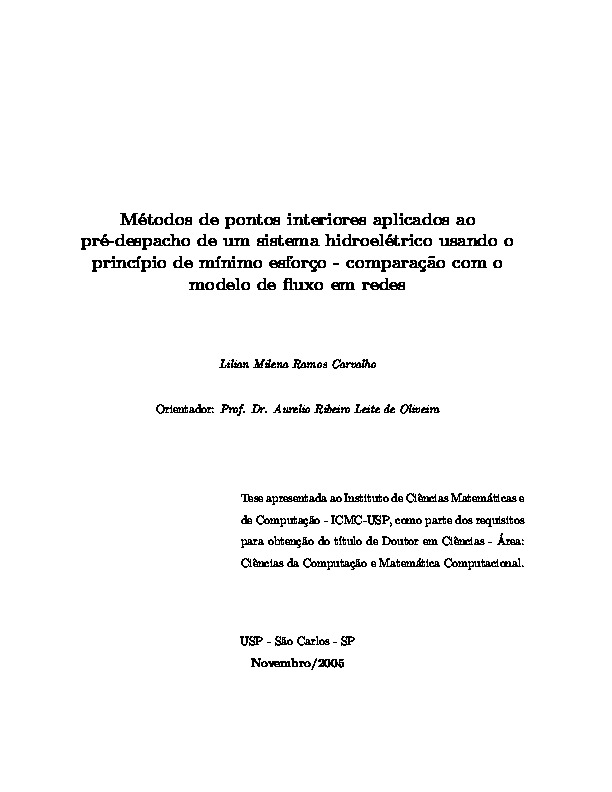 Métodos de pontos interiores aplicados ao
pré-despacho de um sistema hidroelétrico usando o
princípio de mínimo esforço - comparação com o
modelo de fluxo em redes
Lilian Milena Ramos Carvalho
Orientador: Prof. Dr. Aurelio Ribeiro Leite de Oliveira
Tese apresentada ao Instituto de Ciências Matemáticas e
de Computação - ICMC-USP, como parte dos requisitos
para obtenção do título de Doutor em Ciências - Área:
Ciências da Computação e Matemática Computacional.
USP - São Carlos - SP
Novembro/2005